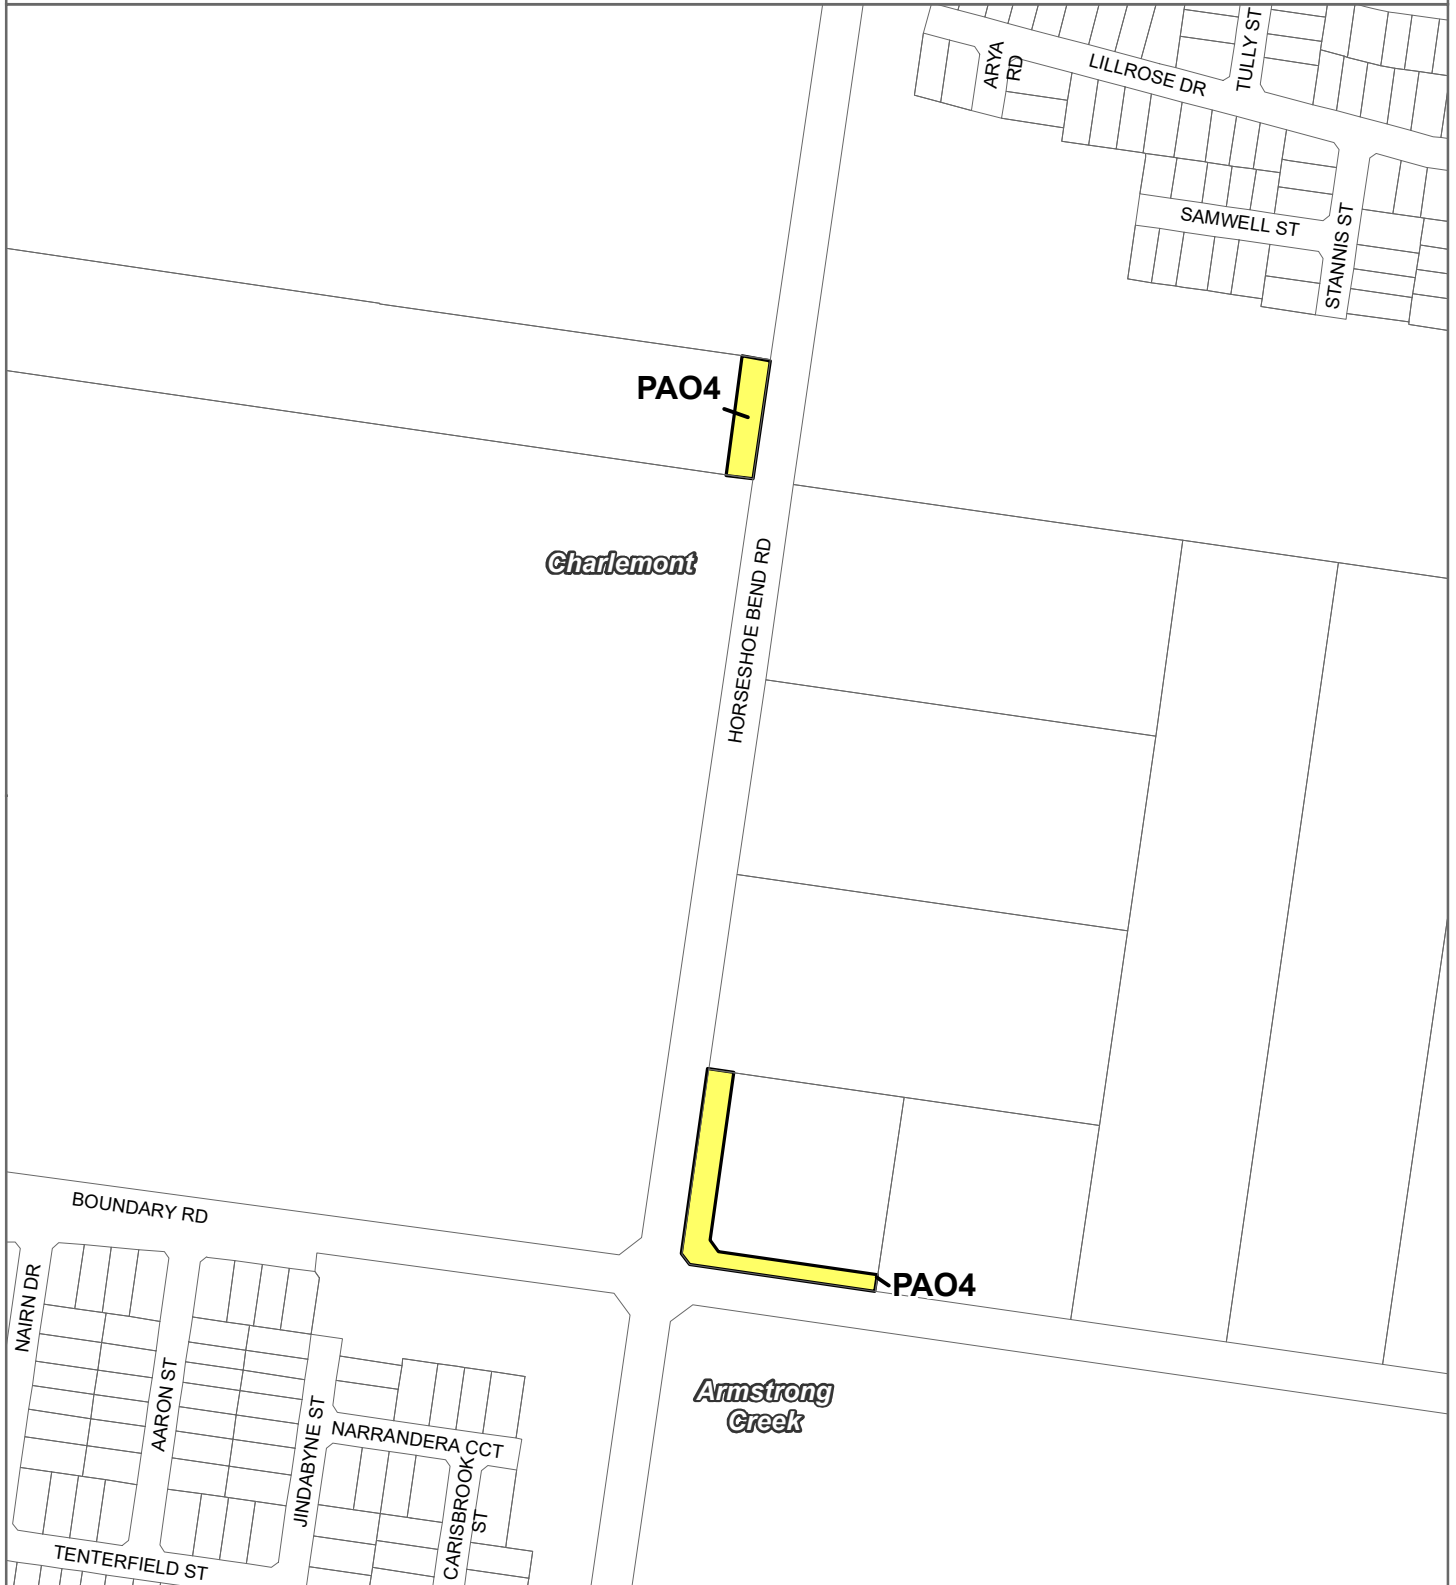 TULLY ST
ARYA
RD
LILLROSE DR
SAMWELL ST
STANNIS ST
PAO4
Charlemont
HORSESHOE BEND RD
BOUNDARY RD
PAO4
NAIRN DR
AARON ST
JINDABYNE ST
Armstrong
Creek
NARRANDERA CCT
CARISBROOK
ST
TENTERFIELD ST